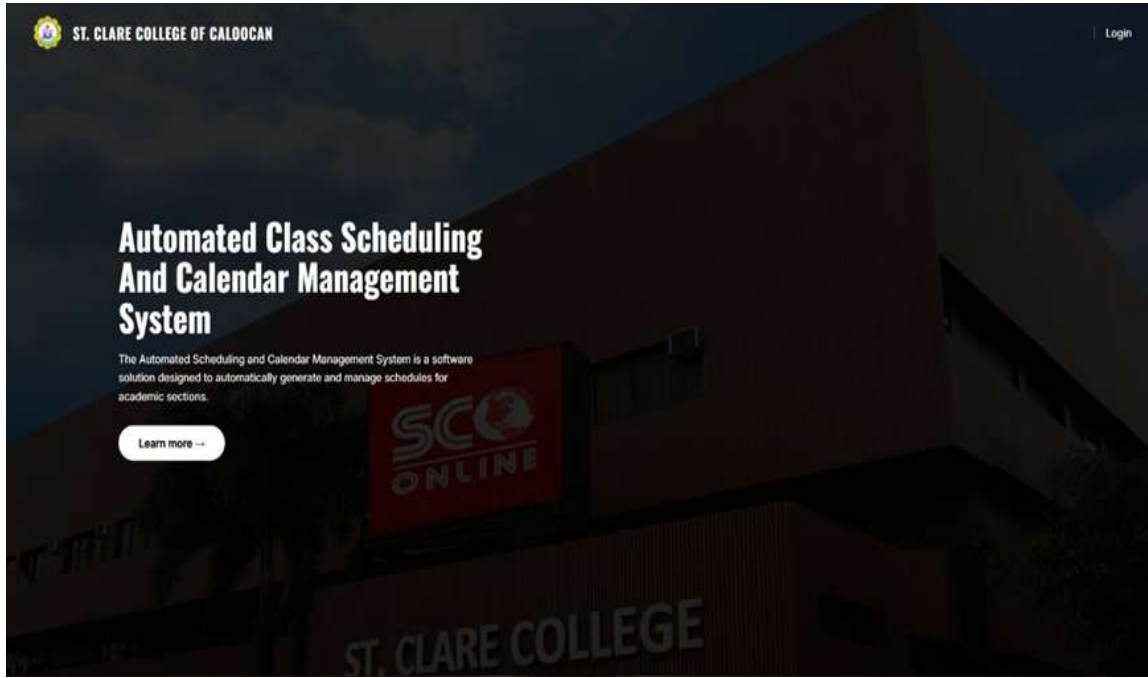 ST. CLARE COLLEGE OF CALOOCAN
Login
Automated Class Scheduling
And Calendar Management
System
The Automated Scheduling and Calendar Management System is a software
solution designed to automatically generate and manage schedules for
academic sections.
Learn more →
SCC
ONLINE
ST. CLARE COLLEGE